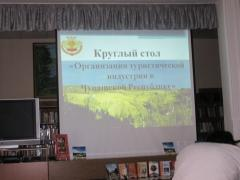 Круглый стол
«Организация туристической
индустрии в
Чувашской Республике»